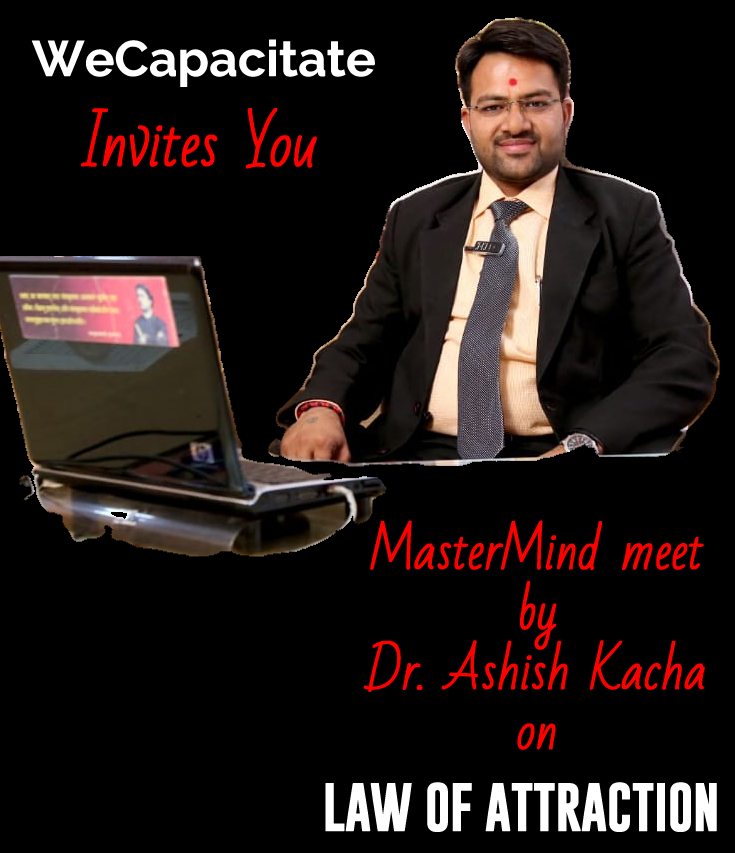 WeCapacitate
Invites You
MasterMind meet
by
Dr. Ashish Kacha
on
LAW OF ATTRACTION